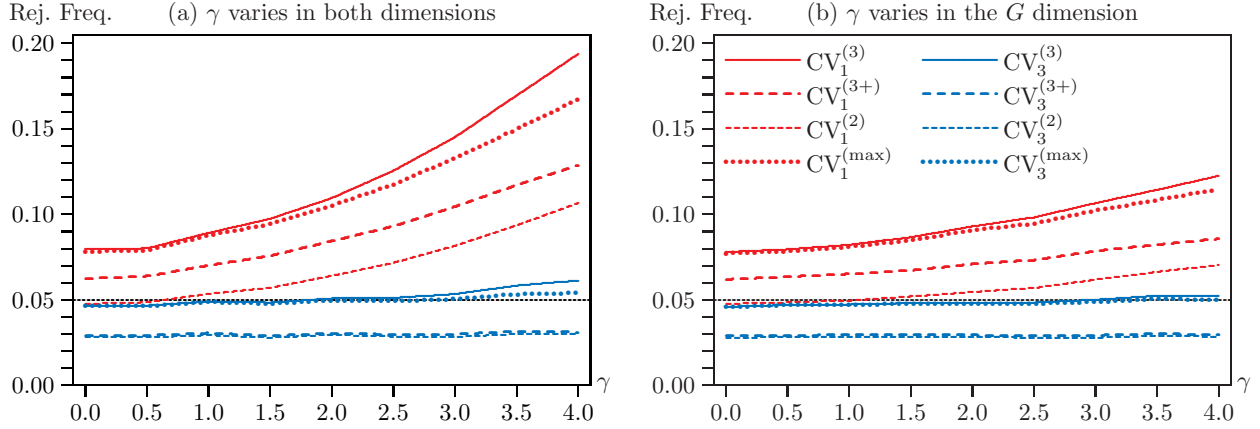 Rej. Freq. (a) γ varies in both dimensions
0.20
0.15
0.10
0.05
0.00
0.0 0.5 1.0 1.5 2.0 2.5 3.0 3.5 4.0
γ
Rej. Freq. (b) γ varies in the G dimension
0.20
0.15
0.10
0.05
0.00
CV₁⁽³⁾ CV₃⁽³⁾
CV₁⁽³⁺⁾ CV₃⁽³⁺⁾
CV₁⁽²⁾ CV₃⁽²⁾
CV₁⁽ᵐᵃˣ⁾ CV₃⁽ᵐᵃˣ⁾
0.0 0.5 1.0 1.5 2.0 2.5 3.0 3.5 4.0
γ